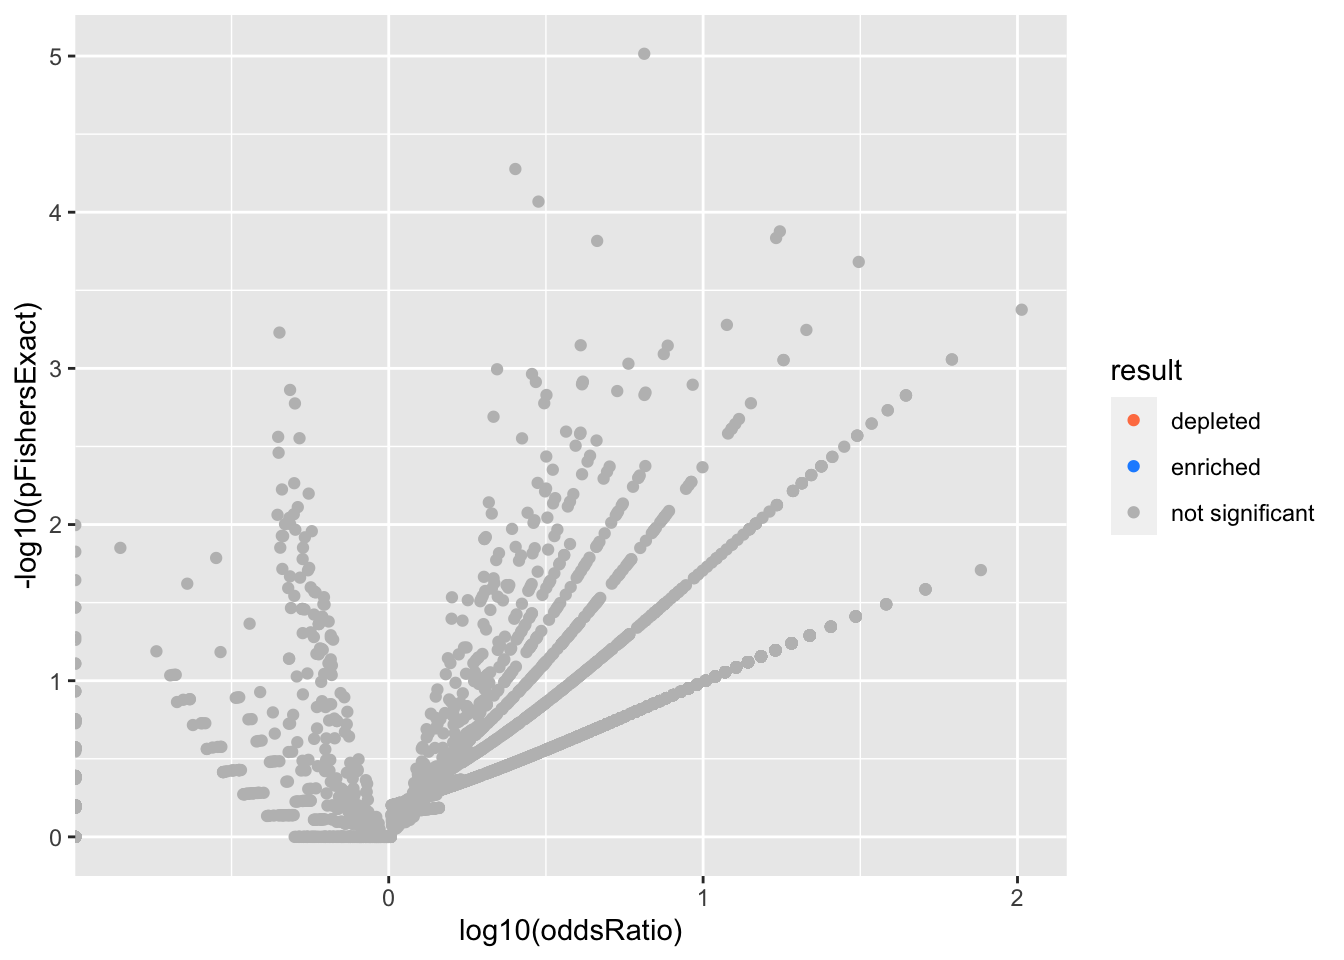 5
4
3
2
1
0
-log10(pFishersExact)
0 1 2
log10(oddsRatio)
result
depleted
enriched
not significant